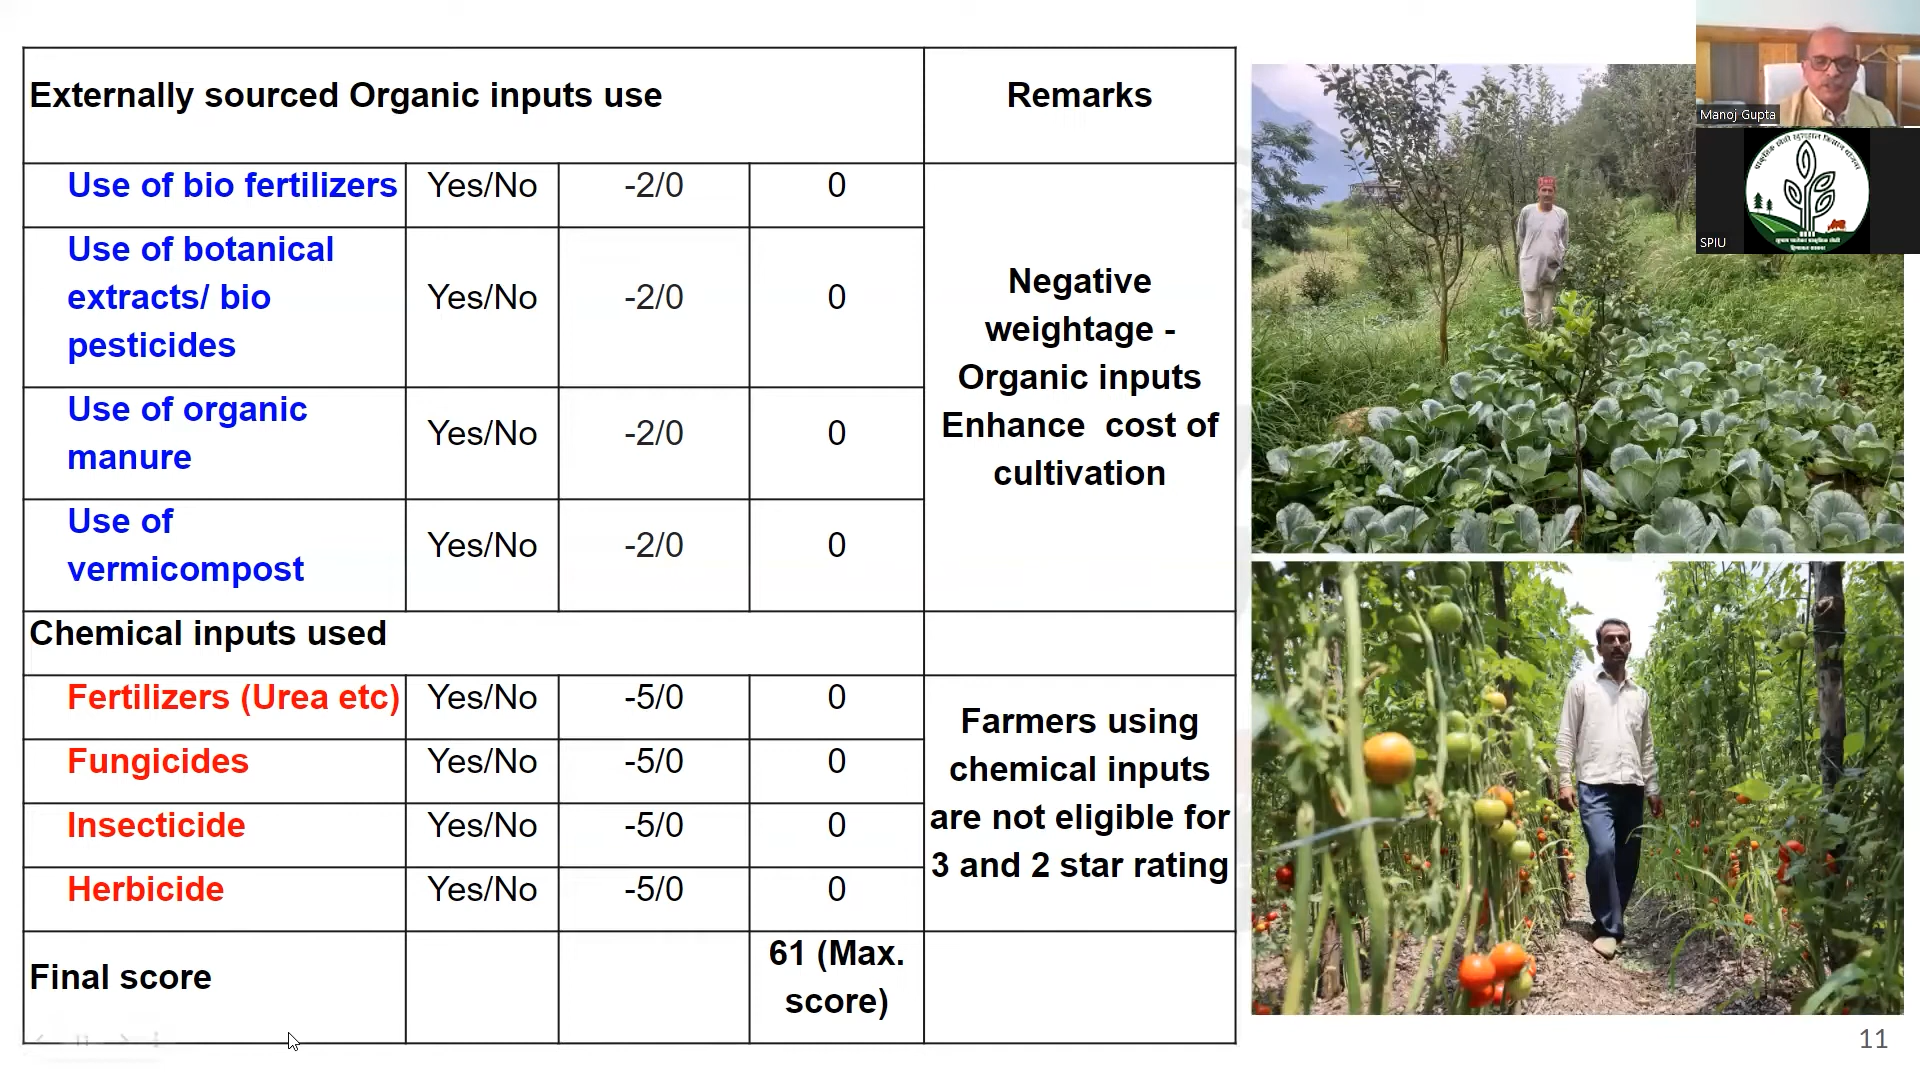 Externally sourced Organic inputs use
Remarks
Use of bio fertilizers Yes/No -2/0 0
Use of botanical
extracts/ bio
pesticides
Yes/No -2/0 0
Use of organic
manure
Yes/No -2/0 0
Use of
vermicompost
Yes/No -2/0 0
Negative
weightage -
Organic inputs
Enhance cost of
cultivation
Chemical inputs used
Fertilizers (Urea etc) Yes/No -5/0 0
Fungicides Yes/No -5/0 0
Insecticide Yes/No -5/0 0
Herbicide Yes/No -5/0 0
Farmers using
chemical inputs
are not eligible for
3 and 2 star rating
Final score
61 (Max.
score)
Manoj Gupta
SPIU
11